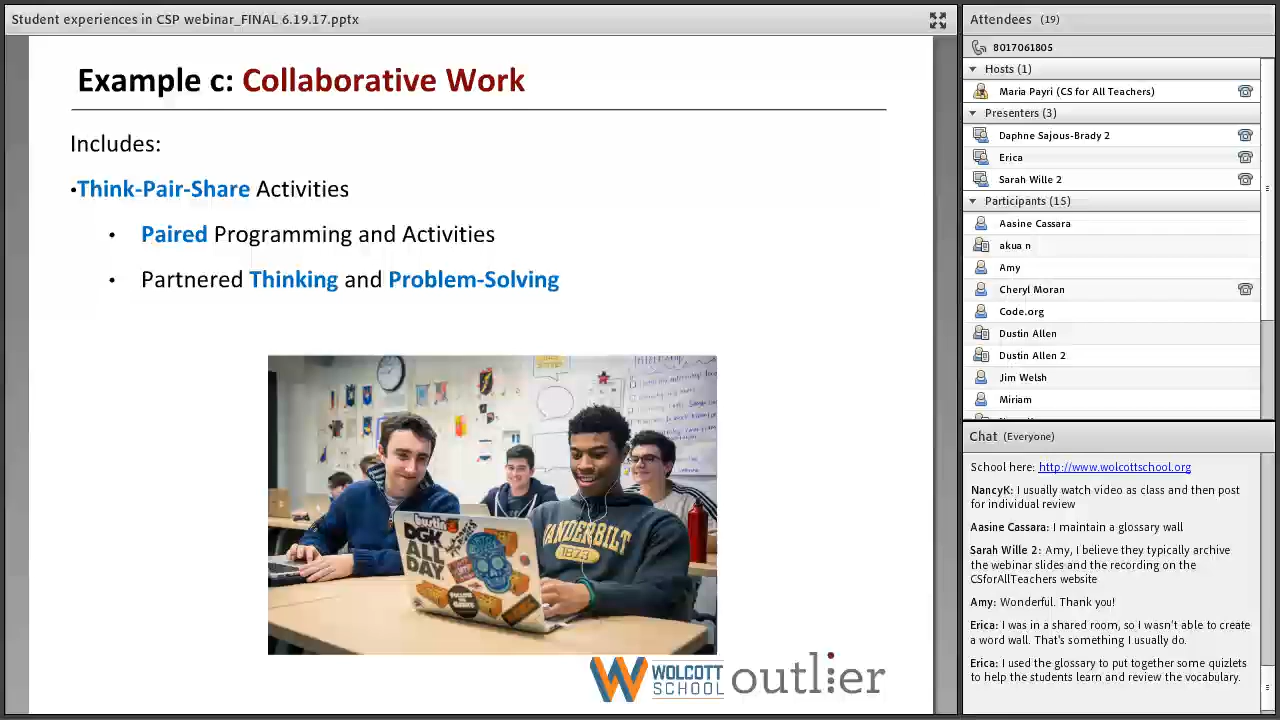 Student experiences in CSP webinar_FINAL 6.19.17.pptx
Example c: Collaborative Work
Includes:
•Think-Pair-Share Activities
• Paired Programming and Activities
• Partnered Thinking and Problem-Solving
DGK
ALL
DAY
VANDERBILT
1873
WOLCOTT
SCHOOL
outlier
Attendees (19)
8017061805
Hosts (1)
Maria Payri (CS for All Teachers)
Presenters (3)
Daphne Sajous-Brady 2
Erica
Sarah Wille 2
Participants (15)
Aasine Cassara
akua n
Amy
Cheryl Moran
Code.org
Dustin Allen
Dustin Allen 2
Jim Welsh
Miriam
Chat (Everyone)
School here: http://www.wolcottschool.org
NancyK: I usually watch video as class and then post
for individual review
Aasine Cassara: I maintain a glossary wall
Sarah Wille 2: Amy, I believe they typically archive
the webinar slides and the recording on the
CSforAllTeachers website
Amy: Wonderful. Thank you!
Erica: I was in a shared room, so I wasn't able to create
a word wall. That's something I usually do.
Erica: I used the glossary to put together some quizlets
to help the students learn and review the vocabulary.